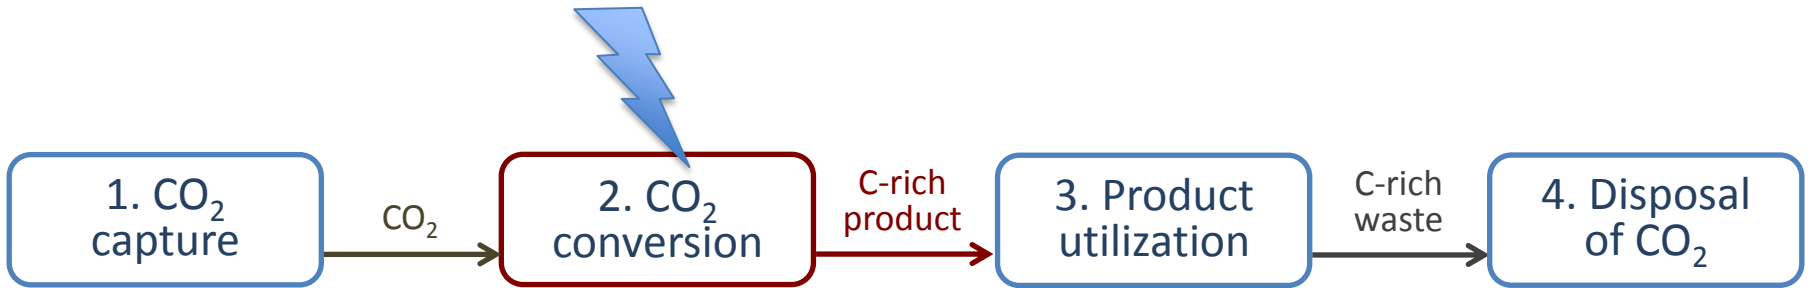 1. CO₂
capture
CO₂
2. CO₂
conversion
C-rich
product
3. Product
utilization
C-rich
waste
4. Disposal
of CO₂